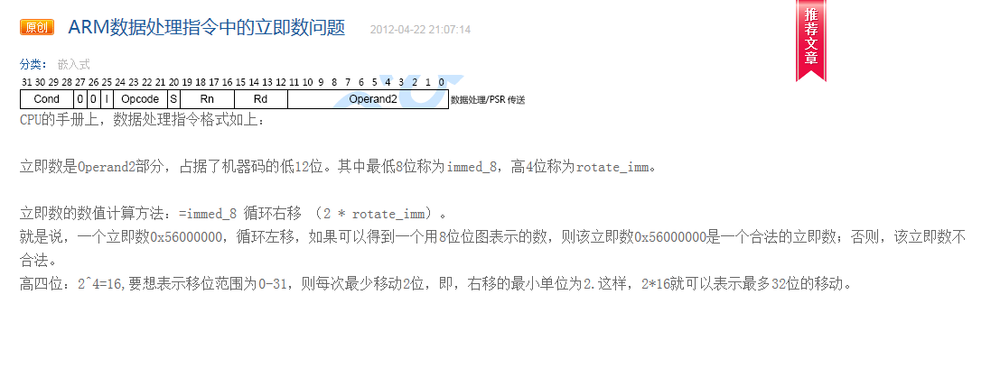 原创 ARM数据处理指令中的立即数问题 2012-04-22 21:07:14
推荐文章
分类： 嵌入式
31 30 29 28 27 26 25 24 23 22 21 20 19 18 17 16 15 14 13 12 11 10 9 8 7 6 5 4 3 2 1 0
Cond 0 0 I Opcode S Rn Rd Operand2 数据处理/PSR 传送
CPU的手册上，数据处理指令格式如上：
立即数是Operand2部分，占据了机器码的低12位。其中最低8位称为immed_8，高4位称为rotate_imm。
立即数的数值计算方法：=immed_8 循环右移 （2 * rotate_imm）。
就是说，一个立即数0x56000000，循环左移，如果可以得到一个用8位位图表示的数，则该立即数0x56000000是一个合法的立即数；否则，该立即数不
合法。
高四位：2^4=16,要想表示移位范围为0-31，则每次最少移动2位，即，右移的最小单位为2.这样，2*16就可以表示最多32位的移动。